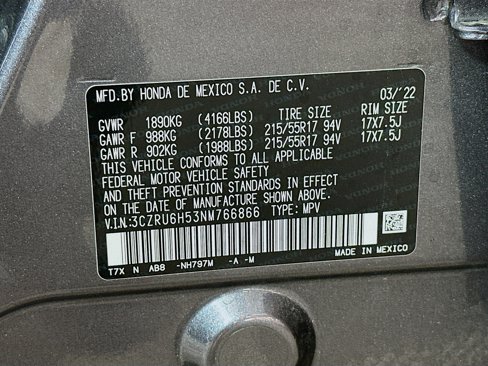 MFD.BY HONDA DE MEXICO S.A. DE C.V.
03/'22
GVWR 1890KG (4166LBS) TIRE SIZE RIM SIZE
GAWR F 988KG (2178LBS) 215/55R17 94V 17X7.5J
GAWR R 902KG (1988LBS) 215/55R17 94V 17X7.5J
THIS VEHICLE CONFORMS TO ALL APPLICABLE
FEDERAL MOTOR VEHICLE SAFETY
AND THEFT PREVENTION STANDARDS IN EFFECT
ON THE DATE OF MANUFACTURE SHOWN ABOVE.
V.I.N:3CZRU6H53NM766866 TYPE: MPV
T7X N AB8 -NH797M -A -M MADE IN MEXICO